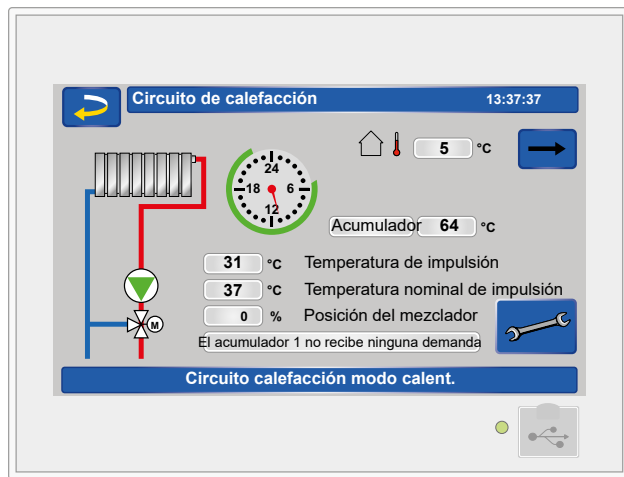 Circuito de calefacción 13:37:37
5 °C
24
18 6
12
Acumulador 64 °C
31 °C Temperatura de impulsión
37 °C Temperatura nominal de impulsión
0 % Posición del mezclador
M
El acumulador 1 no recibe ninguna demanda
Circuito calefacción modo calent.